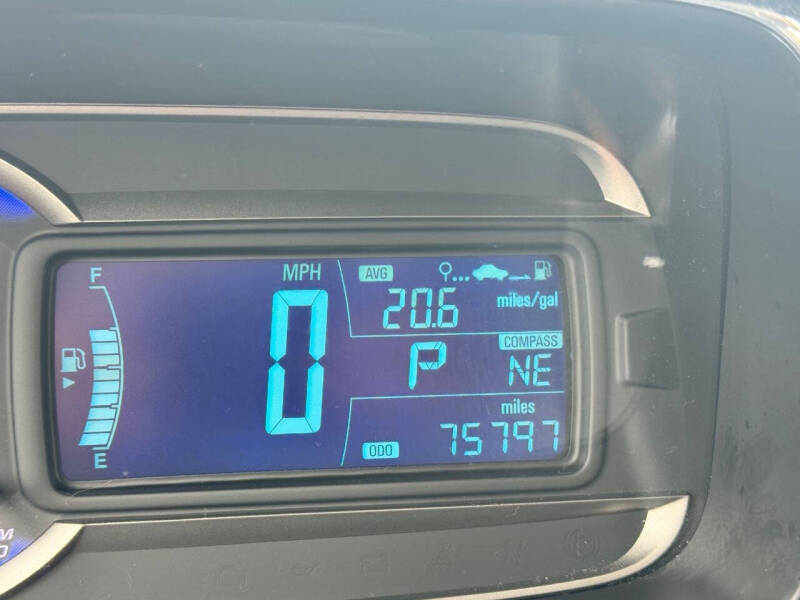 F
MPH
AVG
20.6 miles/gal
0
COMPASS
P NE
miles
E
ODO 75797